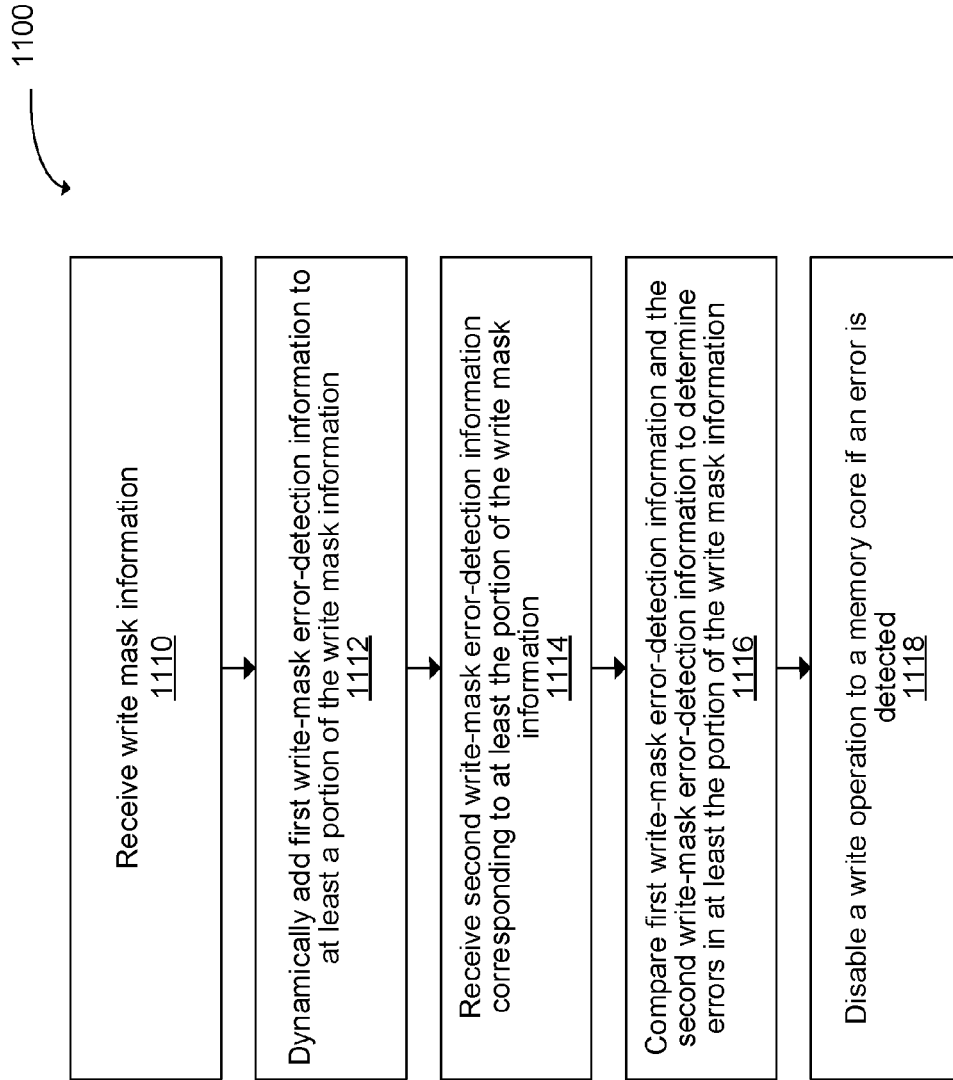 1100
Receive write mask information
1110
Dynamically add first write-mask error-detection information to
at least a portion of the write mask information
1112
Receive second write-mask error-detection information
corresponding to at least the portion of the write mask
information
1114
Compare first write-mask error-detection information and the
second write-mask error-detection information to determine
errors in at least the portion of the write mask information
1116
Disable a write operation to a memory core if an error is
detected
1118